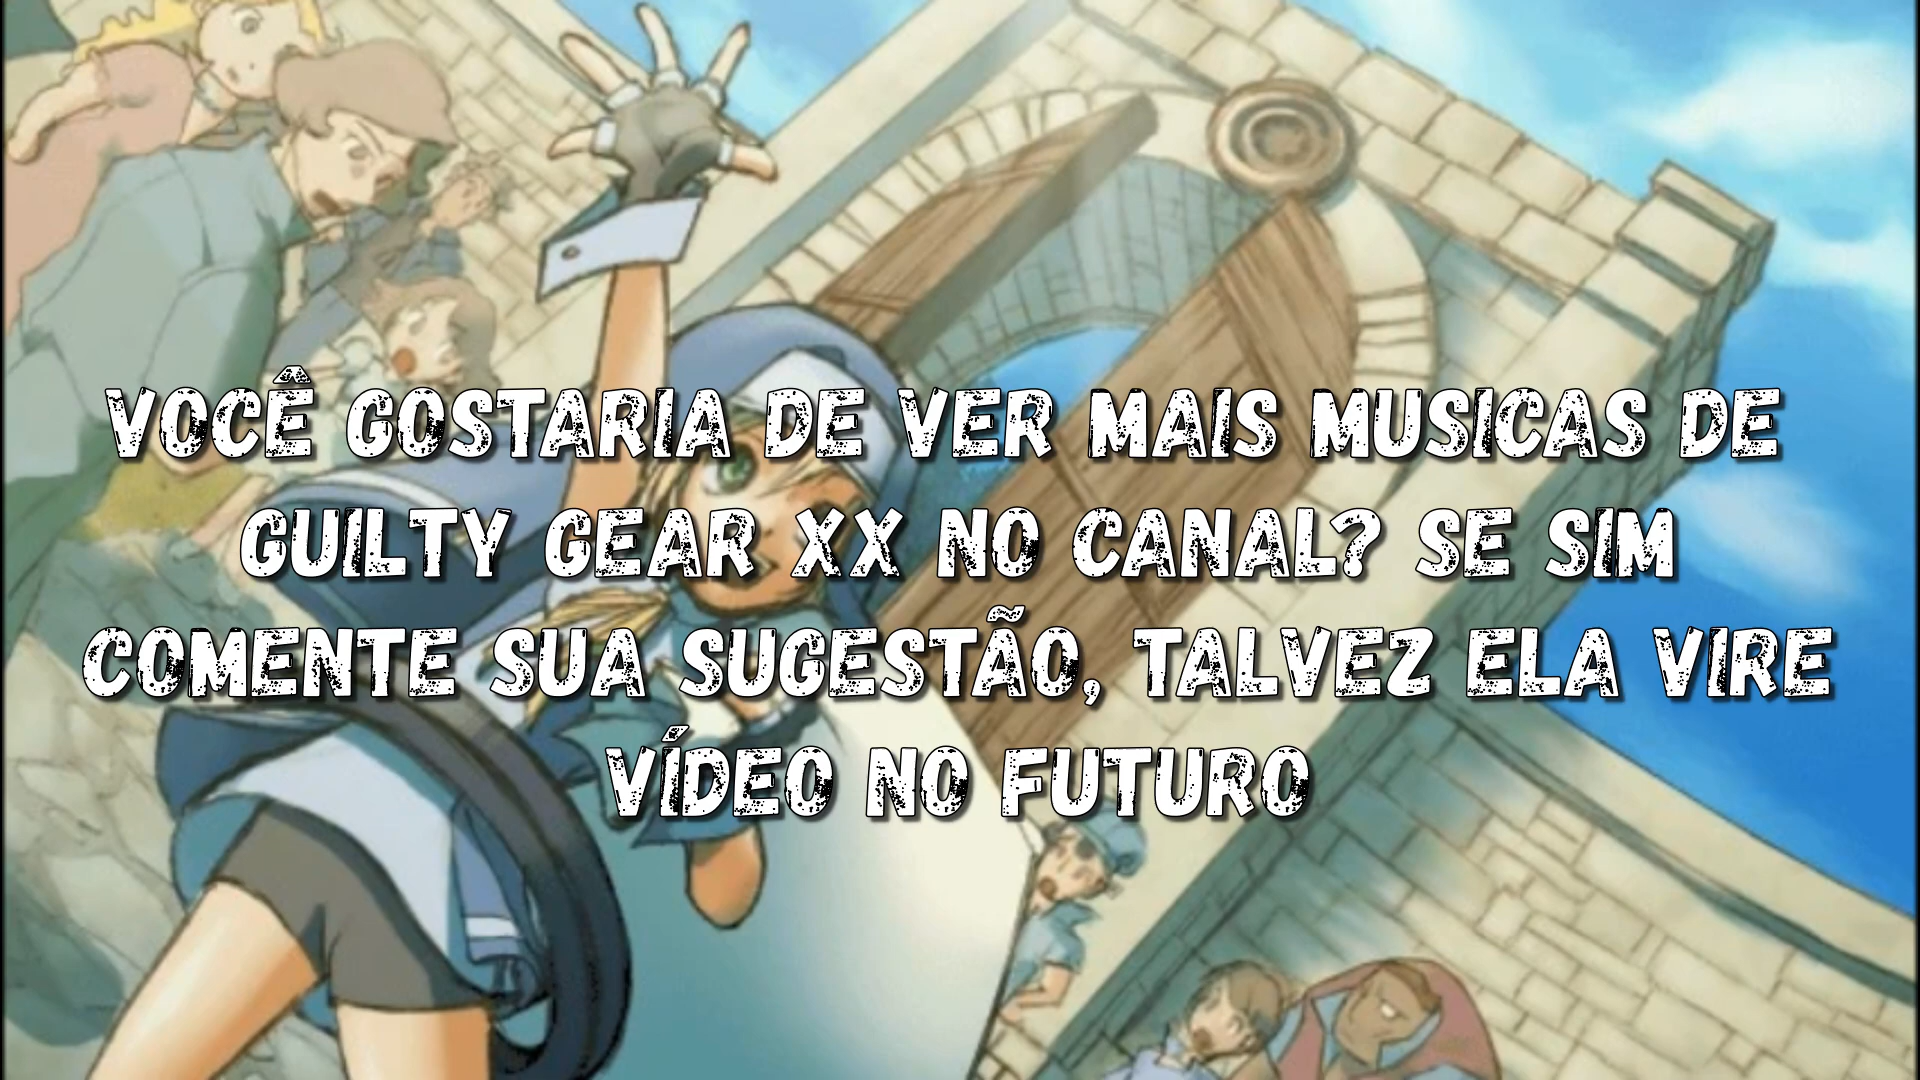 VOCÊ GOSTARIA DE VER MAIS MUSICAS DE
GUILTY GEAR XX NO CANAL? SE SIM
COMENTE SUA SUGESTÃO, TALVEZ ELA VIRE
VÍDEO NO FUTURO